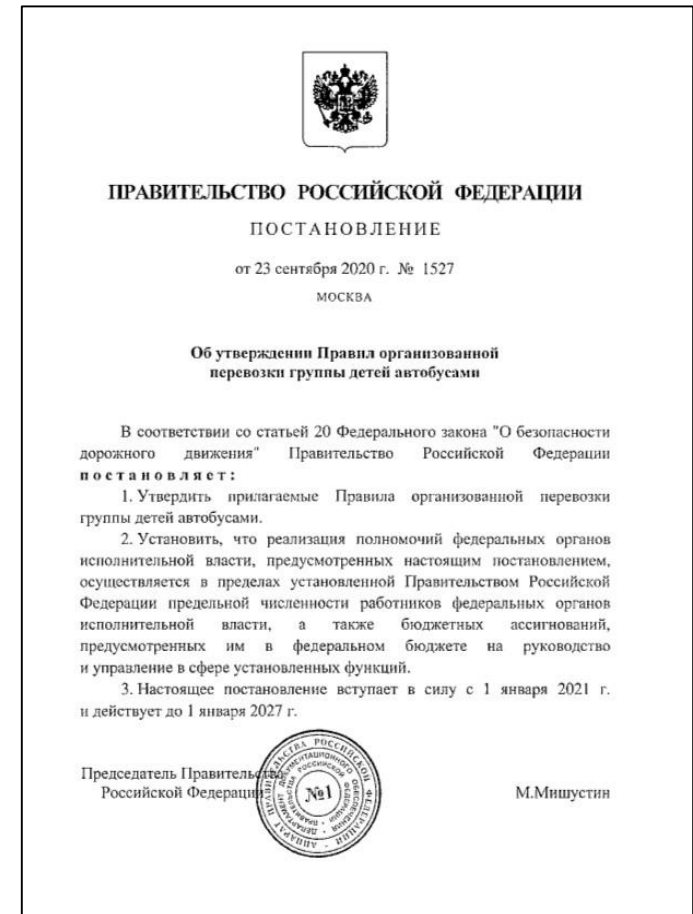 ПРАВИТЕЛЬСТВО РОССИЙСКОЙ ФЕДЕРАЦИИ
ПОСТАНОВЛЕНИЕ
от 23 сентября 2020 г. № 1527
МОСКВА
Об утверждении Правил организованной
перевозки группы детей автобусами
В соответствии со статьей 20 Федерального закона "О безопасности
дорожного движения" Правительство Российской Федерации
постановляет:
1. Утвердить прилагаемые Правила организованной перевозки
группы детей автобусами.
2. Установить, что реализация полномочий федеральных органов
исполнительной власти, предусмотренных настоящим постановлением,
осуществляется в пределах установленной Правительством Российской
Федерации предельной численности работников федеральных органов
исполнительной власти, а также бюджетных ассигнований,
предусмотренных им в федеральном бюджете на руководство
и управление в сфере установленных функций.
3. Настоящее постановление вступает в силу с 1 января 2021 г.
и действует до 1 января 2027 г.
Председатель Правительства
Российской Федерации
М.Мишустин
АППАРАТ ПРАВИТЕЛЬСТВА РОССИЙСКОЙ ФЕДЕРАЦИИ
№1